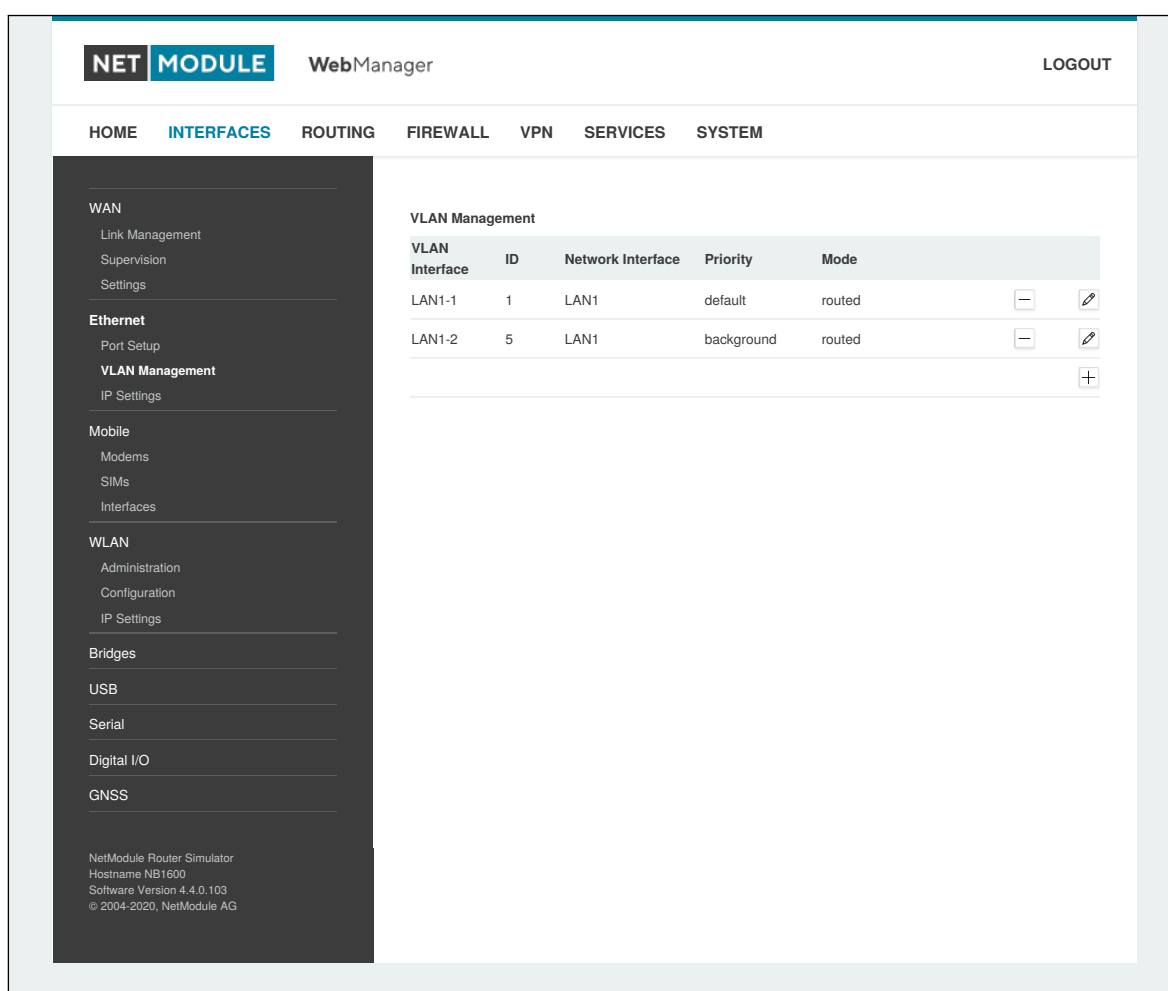 NET MODULE WebManager LOGOUT
HOME INTERFACES ROUTING FIREWALL VPN SERVICES SYSTEM
WAN
Link Management
Supervision
Settings
Ethernet
Port Setup
VLAN Management
IP Settings
Mobile
Modems
SIMs
Interfaces
WLAN
Administration
Configuration
IP Settings
Bridges
USB
Serial
Digital I/O
GNSS
NetModule Router Simulator
Hostname NB1600
Software Version 4.4.0.103
© 2004-2020, NetModule AG
VLAN Management
VLAN
Interface ID Network Interface Priority Mode
LAN1-1 1 LAN1 default routed
LAN1-2 5 LAN1 background routed